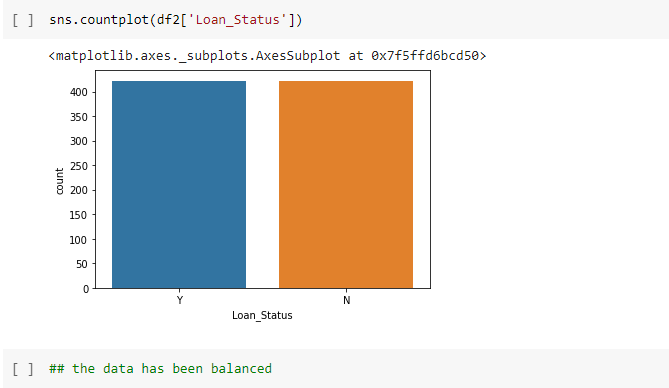 [ ] sns.countplot(df2['Loan_Status'])
<matplotlib.axes._subplots.AxesSubplot at 0x7f5ffd6bcd50>
400
350
300
250
200
150
100
50
0
count
Y N
Loan_Status
[ ] ## the data has been balanced